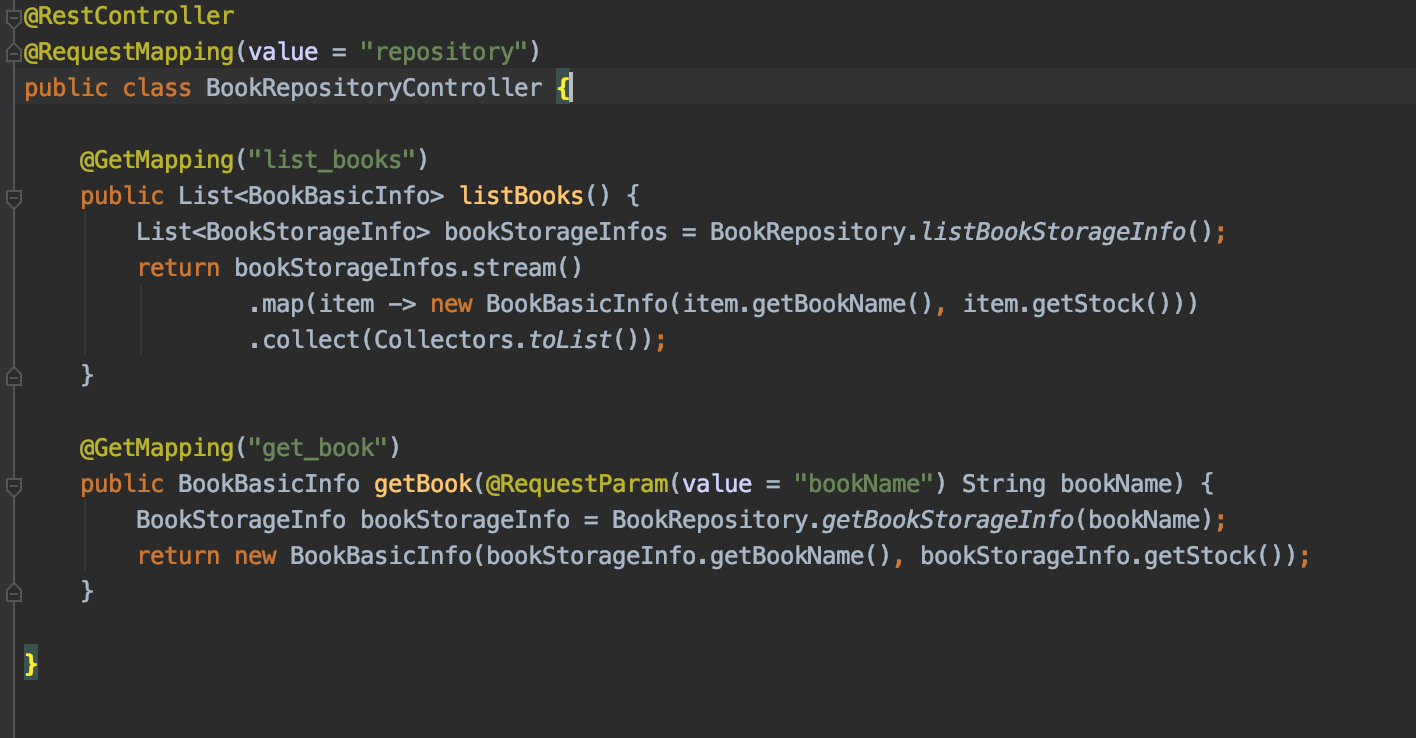 @RestController
@RequestMapping(value = "repository")
public class BookRepositoryController {
@GetMapping("list_books")
public List<BookBasicInfo> listBooks() {
List<BookStorageInfo> bookStorageInfos = BookRepository.listBookStorageInfo();
return bookStorageInfos.stream()
.map(item -> new BookBasicInfo(item.getBookName(), item.getStock()))
.collect(Collectors.toList());
}
@GetMapping("get_book")
public BookBasicInfo getBook(@RequestParam(value = "bookName") String bookName) {
BookStorageInfo bookStorageInfo = BookRepository.getBookStorageInfo(bookName);
return new BookBasicInfo(bookStorageInfo.getBookName(), bookStorageInfo.getStock());
}
}